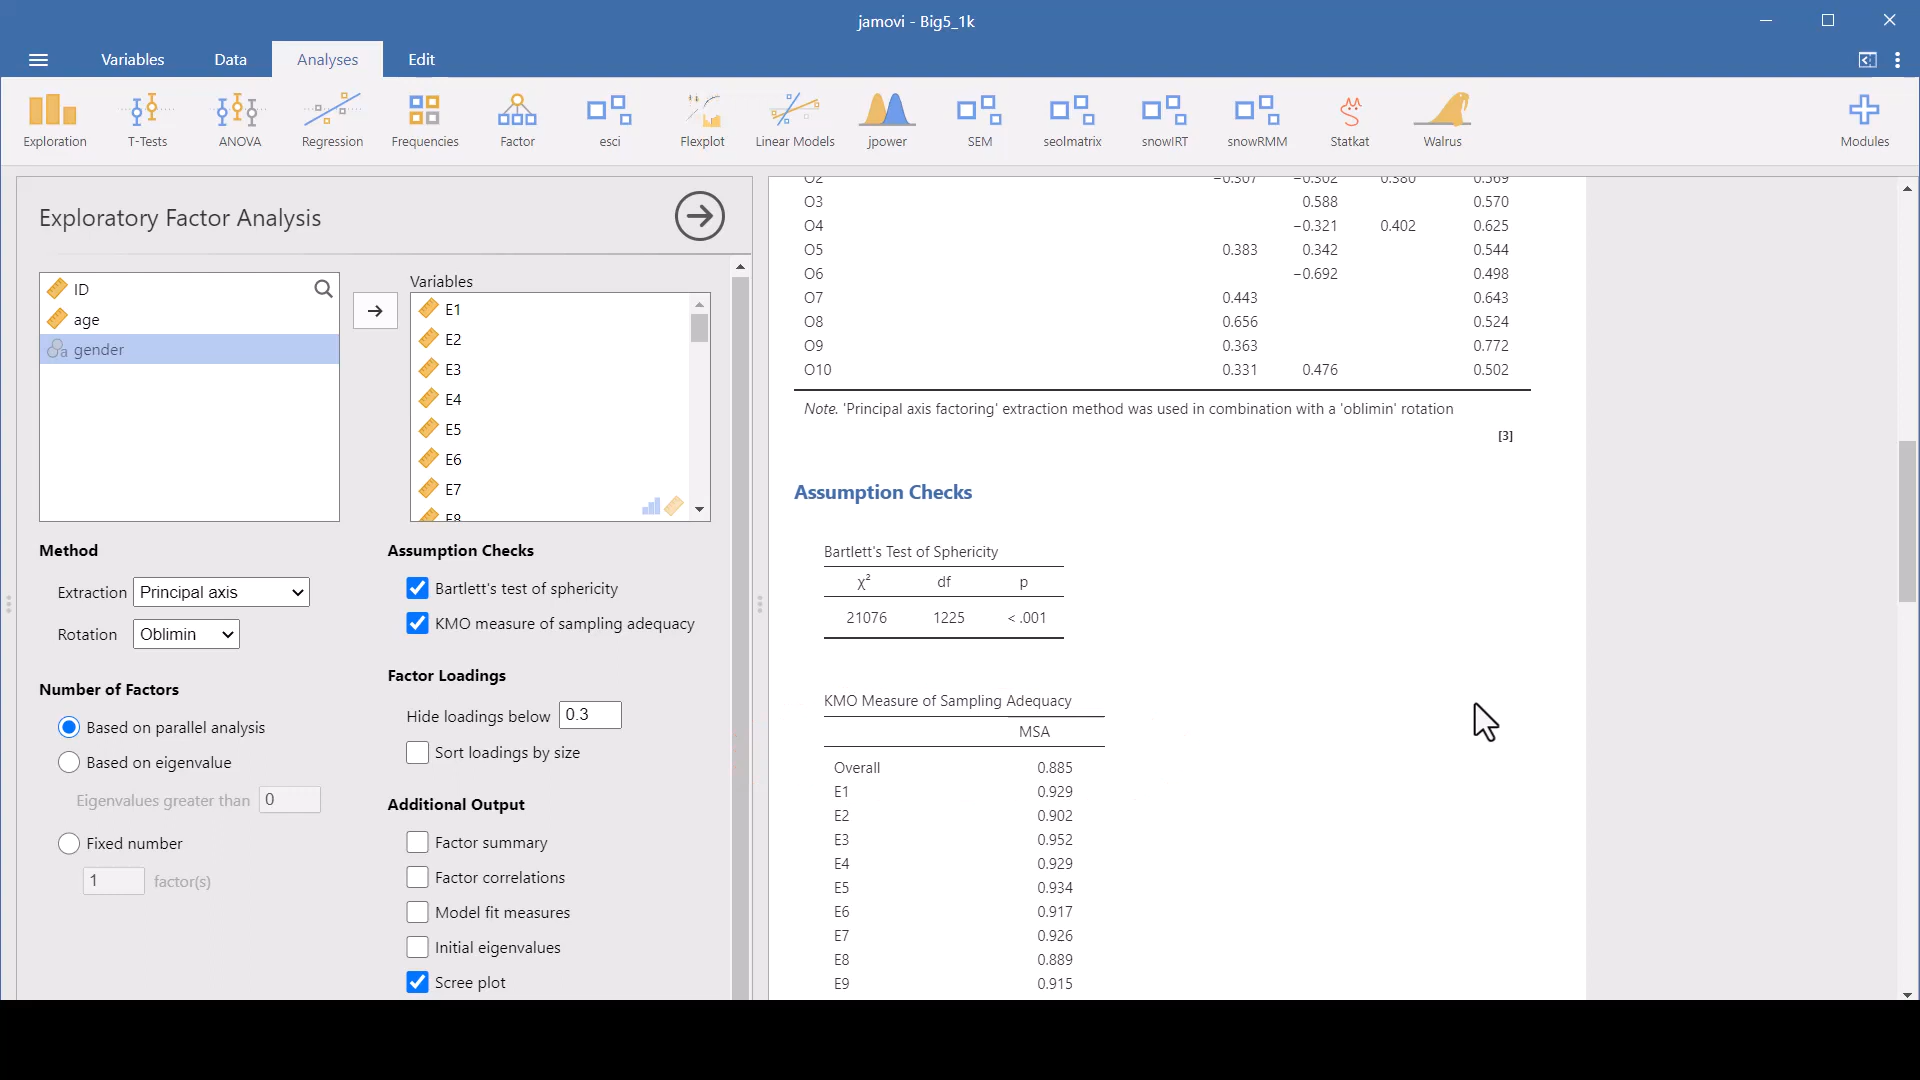 jamovi - Big5_1k
Variables Data Analyses Edit
Exploration T-Tests ANOVA Regression Frequencies Factor esci Flexplot Linear Models jpower SEM seolmatrix snowIRT snowRMM Statkat Walrus Modules
Exploratory Factor Analysis
ID
age
a gender
Variables
E1
E2
E3
E4
E5
E6
E7
E8
Method
Extraction Principal axis
Rotation Oblimin
Number of Factors
Based on parallel analysis
Based on eigenvalue
Eigenvalues greater than 0
Fixed number
1 factor(s)
Assumption Checks
Bartlett's test of sphericity
KMO measure of sampling adequacy
Factor Loadings
Hide loadings below 0.3
Sort loadings by size
Additional Output
Factor summary
Factor correlations
Model fit measures
Initial eigenvalues
Scree plot
O2 −0.307 −0.302 0.380 0.569
O3 0.588 0.570
O4 −0.321 0.402 0.625
O5 0.383 0.342 0.544
O6 −0.692 0.498
O7 0.443 0.643
O8 0.656 0.524
O9 0.363 0.772
O10 0.331 0.476 0.502
Note. 'Principal axis factoring' extraction method was used in combination with a 'oblimin' rotation
[3]
Assumption Checks
Bartlett's Test of Sphericity
χ² df p
21076 1225 < .001
KMO Measure of Sampling Adequacy
MSA
Overall 0.885
E1 0.929
E2 0.902
E3 0.952
E4 0.929
E5 0.934
E6 0.917
E7 0.926
E8 0.889
E9 0.915